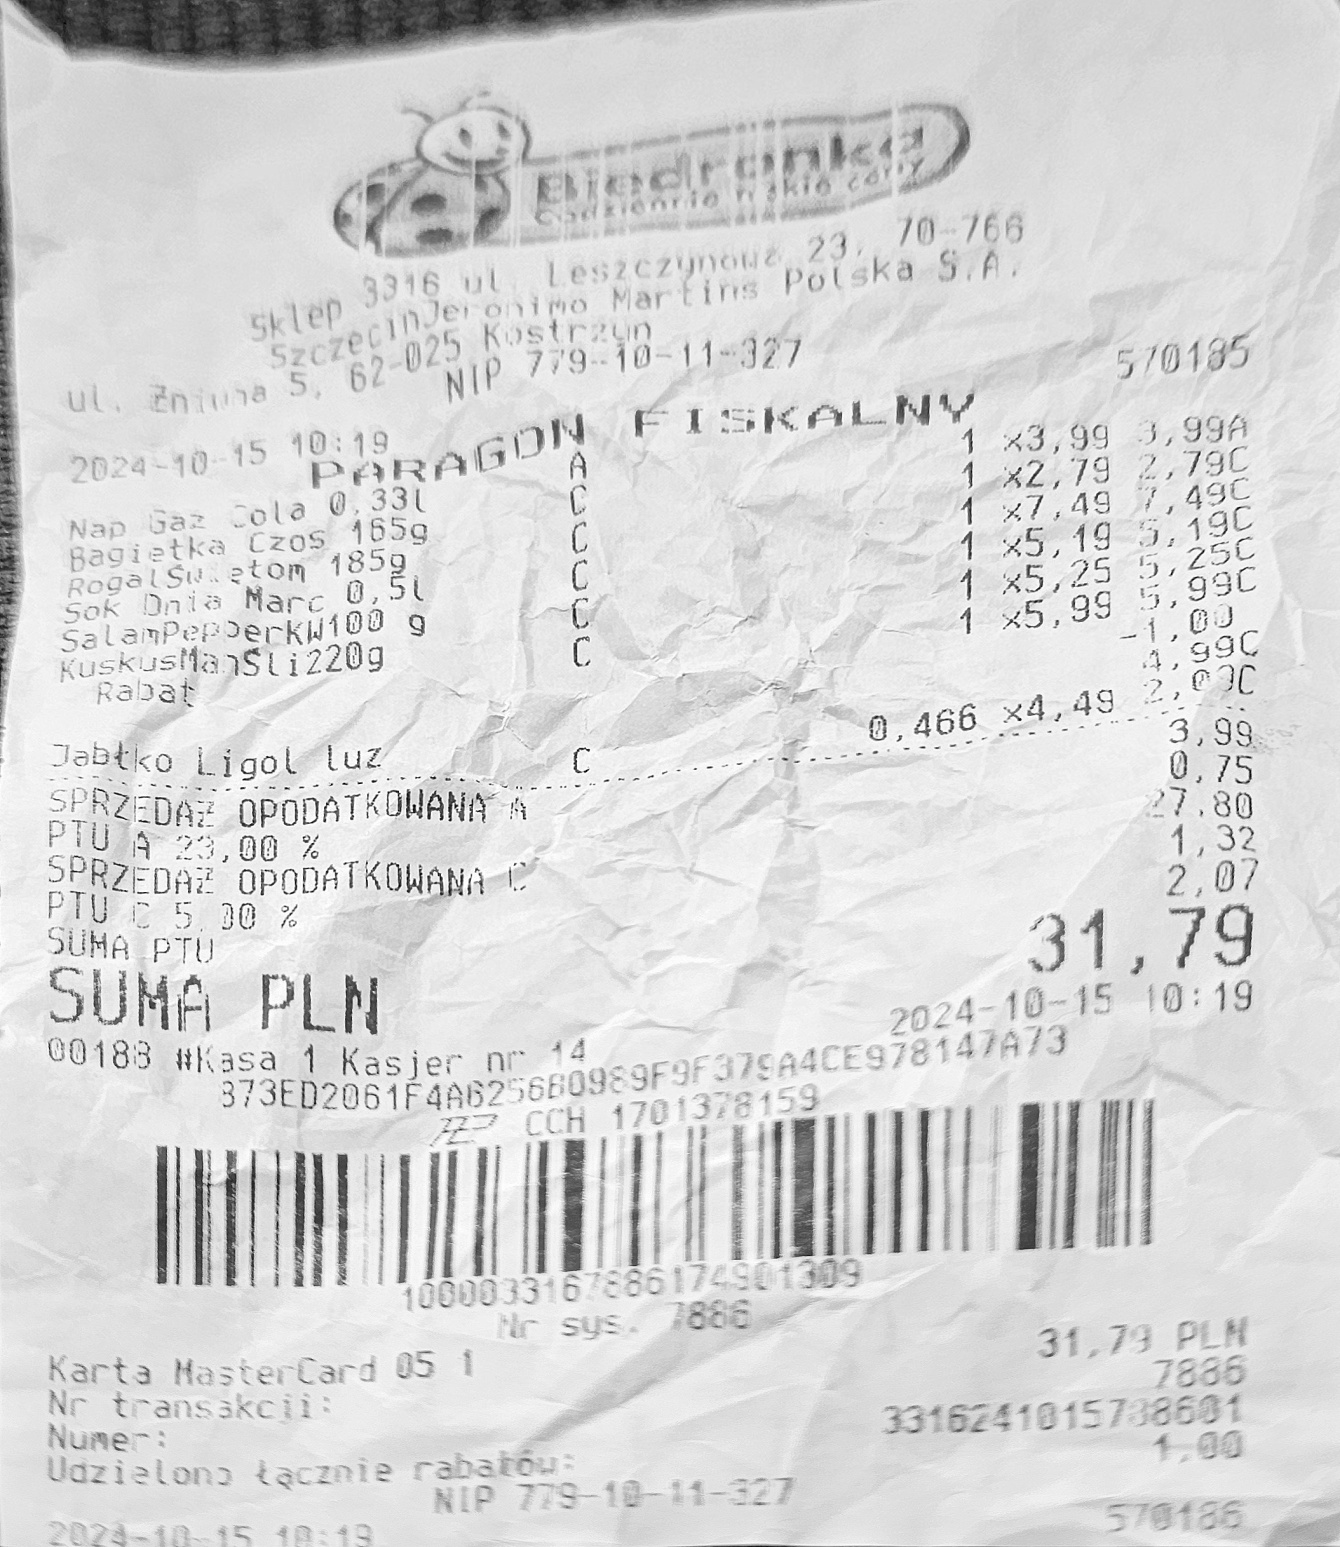 Biedronka
Codziennie niskie ceny
Sklep 3316 ul. Leszczynowa 23, 70-766
Szczecin Jeronimo Martins Polska S.A.
ul. Żniwna 5, 62-025 Kostrzyn
NIP 779-10-11-327
2024-10-15 10:19 570185
PARAGON FISKALNY
Nap Gaz Cola 0,33l A 1 x3,99 3,99A
Bagietka Czos 165g C 1 x2,79 2,79C
RogalŚwietom 185g C 1 x7,49 7,49C
Sok Dnia Marc 0,5l C 1 x5,19 5,19C
SalamPepperKW100 g C 1 x5,25 5,25C
KuskusManŚli220g C 1 x5,99 5,99C
Rabat -1,00
4,99C
Jabłko Ligol luz C 0,466 x4,49 2,09C
SPRZEDAŻ OPODATKOWANA A 3,99
PTU A 23,00 % 0,75
SPRZEDAŻ OPODATKOWANA C 27,80
PTU C 5,00 % 1,32
SUMA PTU 2,07
SUMA PLN 31,79
00188 #Kasa 1 Kasjer nr 14 2024-10-15 10:19
CCH 1701378159
Nr sys. 7886
Karta MasterCard 05 1 31,79 PLN
Nr transakcji: 7886
Numer:
Udzielono łącznie rabatów: 1,00
NIP 779-10-11-327
2024-10-15 10:19 570186